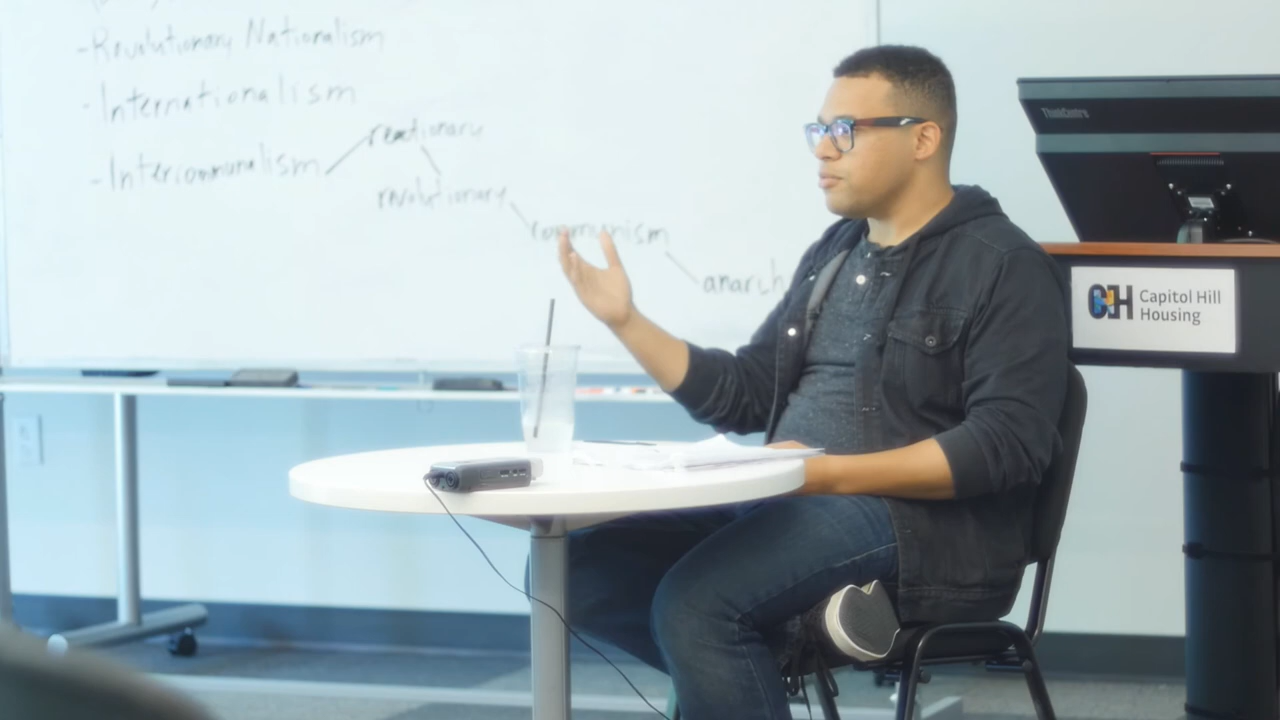 -Revolutionary Nationalism
-Internationalism
-Intercommunalism
reactionary
revolutionary
communism
anarch
ThinkCentre
CHH Capitol Hill
Housing